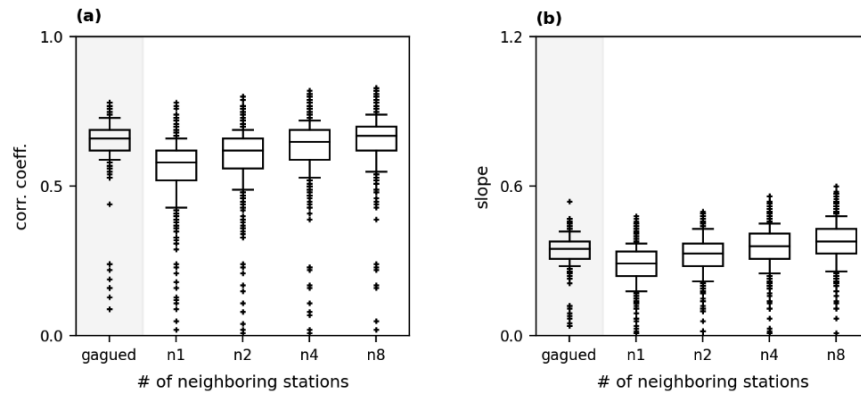 (a)
1.0
0.5
0.0
corr. coeff.
gagued n1 n2 n4 n8
# of neighboring stations
(b)
1.2
0.6
0.0
slope
gagued n1 n2 n4 n8
# of neighboring stations